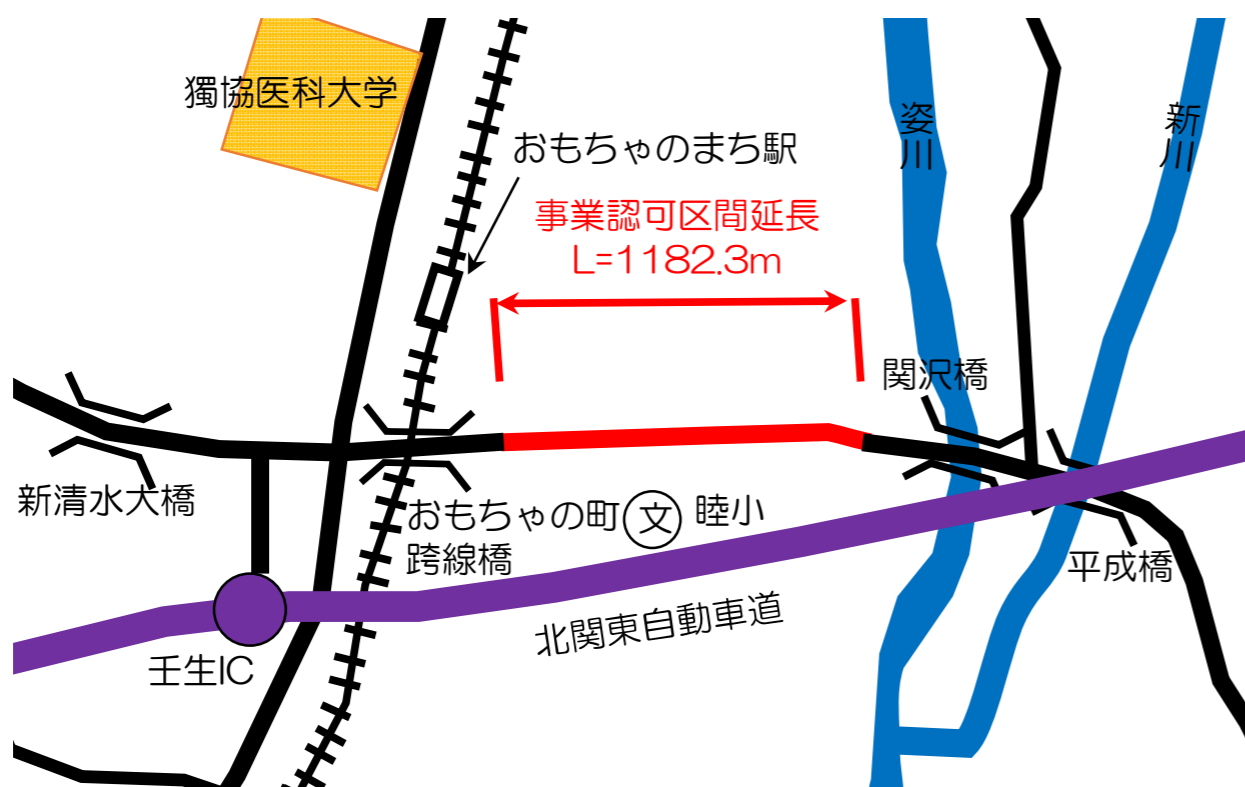 獨協医科大学
おもちゃのまち駅
事業認可区間延長
L=1182.3m
姿川
新川
関沢橋
新清水大橋
おもちゃの町
跨線橋
文
睦小
平成橋
北関東自動車道
壬生IC